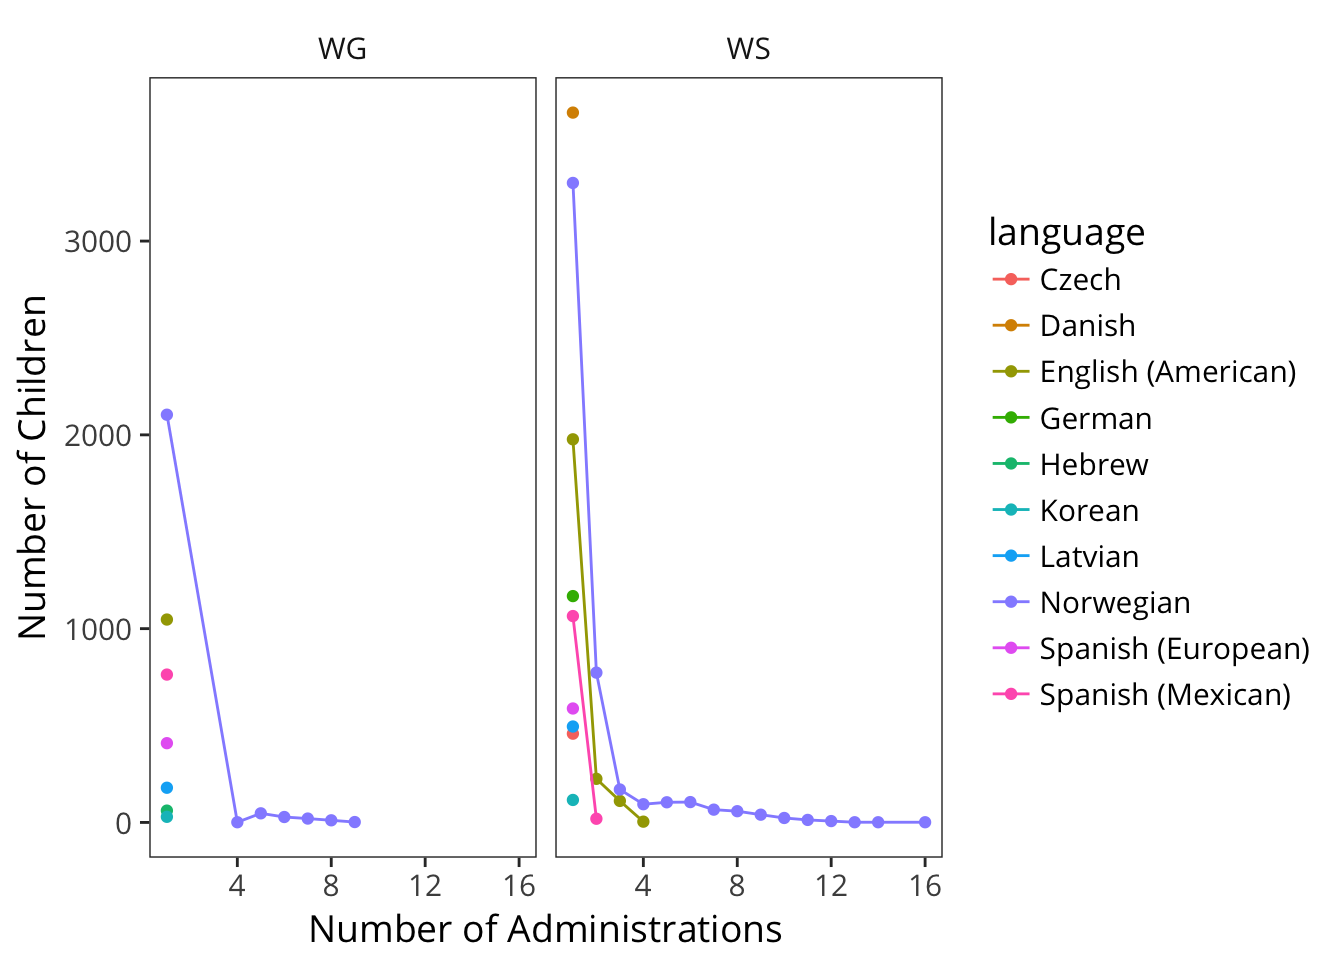 WG
WS
Number of Children
3000
2000
1000
0
4 8 12 16
4 8 12 16
Number of Administrations
language
Czech
Danish
English (American)
German
Hebrew
Korean
Latvian
Norwegian
Spanish (European)
Spanish (Mexican)